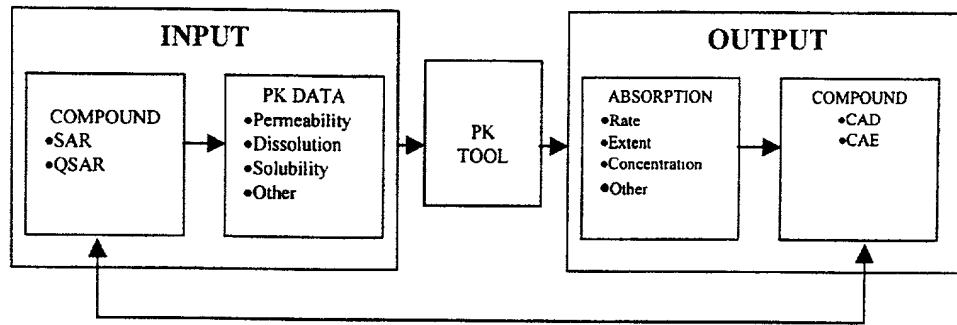 INPUT
COMPOUND
•SAR
•QSAR
PK DATA
•Permeability
•Dissolution
•Solubility
•Other
PK
TOOL
OUTPUT
ABSORPTION
•Rate
•Extent
•Concentration
•Other
COMPOUND
•CAD
•CAE